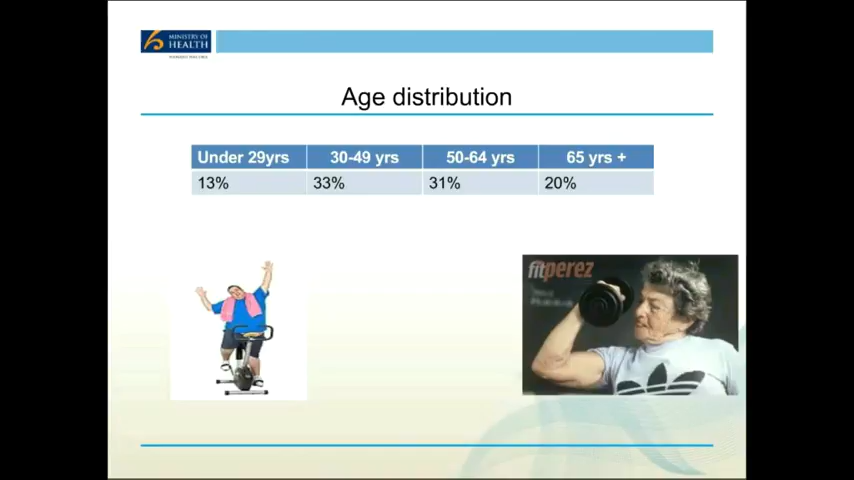 MINISTRY OF
HEALTH
Age distribution
Under 29yrs 30-49 yrs 50-64 yrs 65 yrs +
13% 33% 31% 20%
fitperez